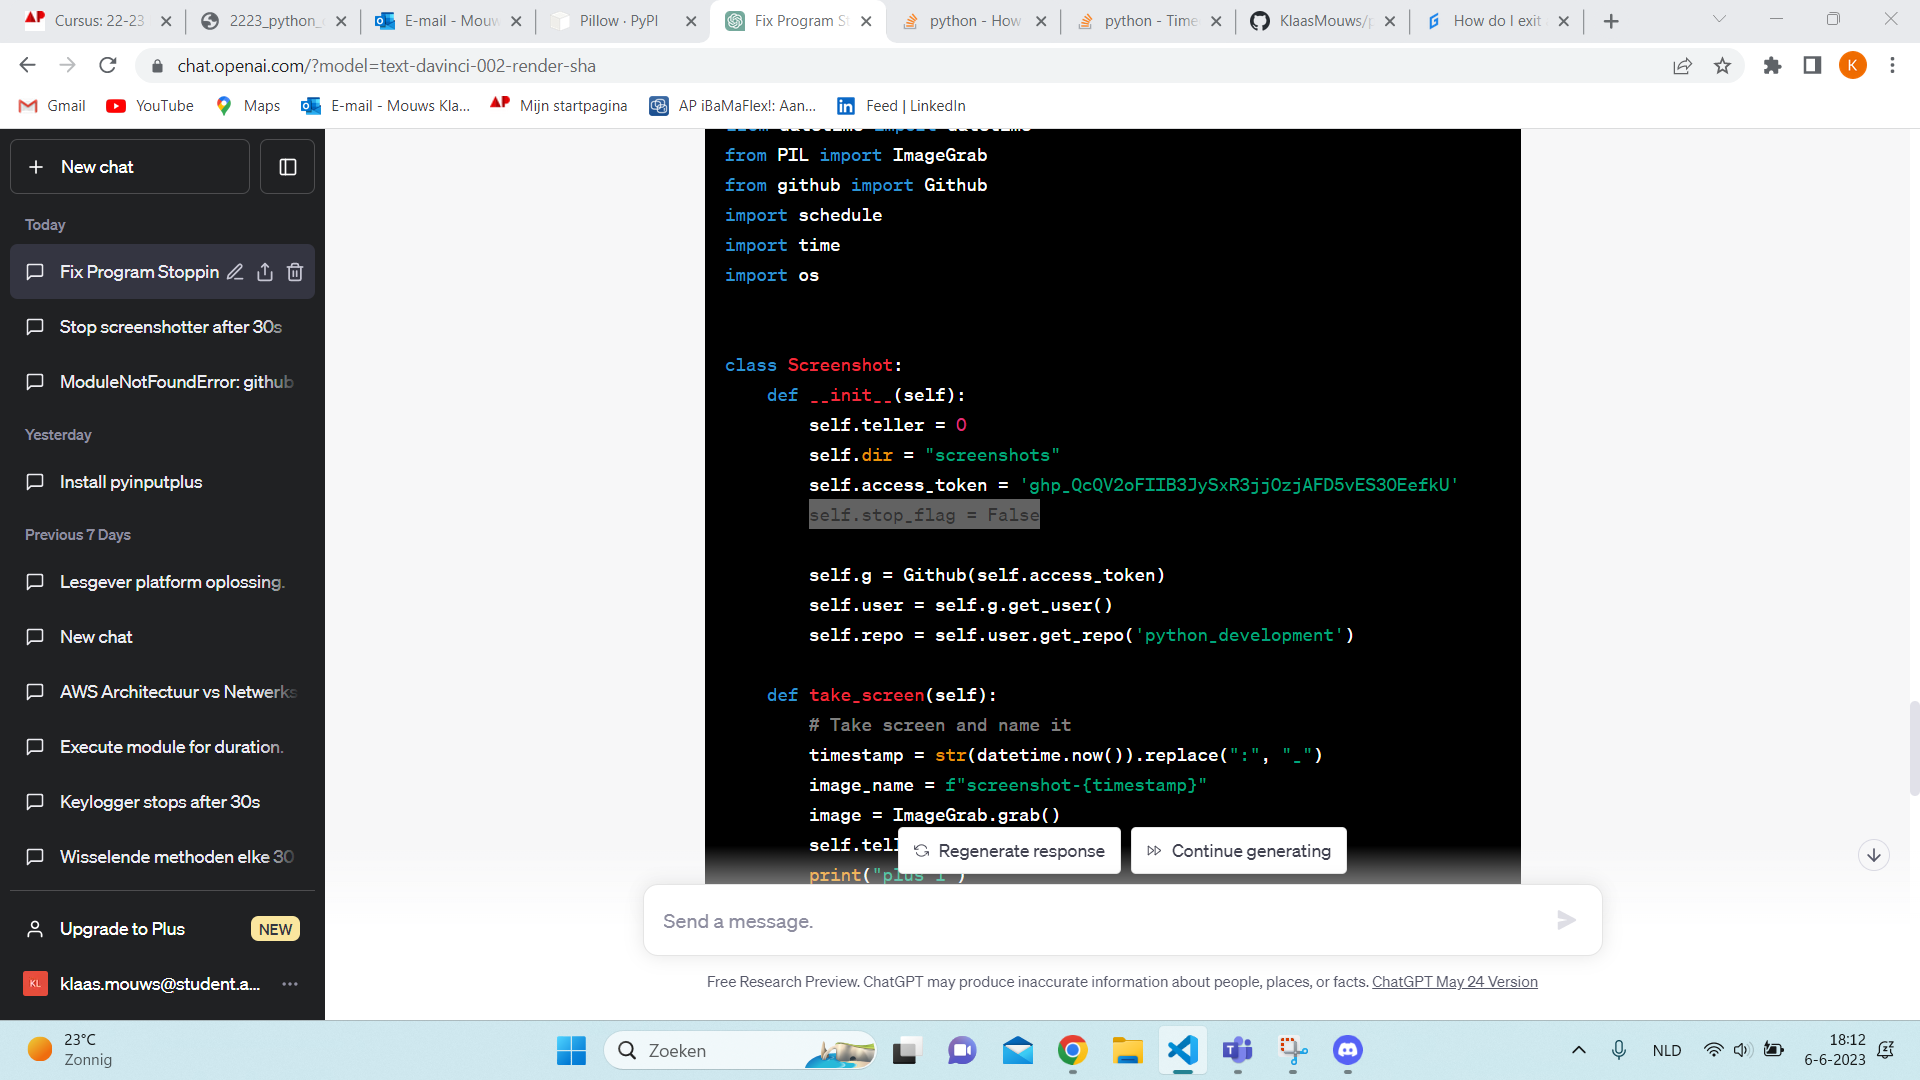 Cursus: 22-23
2223_python_
E-mail - Mouw
Pillow · PyPI
Fix Program S
python - How
python - Time
KlaasMouws/p
How do I exit
chat.openai.com/?model=text-davinci-002-render-sha
K
Gmail
YouTube
Maps
E-mail - Mouws Kla...
Mijn startpagina
AP iBaMaFlex!: Aan...
Feed | LinkedIn
New chat
Today
Fix Program Stoppin
Stop screenshotter after 30s
ModuleNotFoundError: github
Yesterday
Install pyinputplus
Previous 7 Days
Lesgever platform oplossing.
New chat
AWS Architectuur vs Netwerks
Execute module for duration.
Keylogger stops after 30s
Wisselende methoden elke 30
Upgrade to Plus
NEW
KL
klaas.mouws@student.a...
from datetime import datetime
from PIL import ImageGrab
from github import Github
import schedule
import time
import os
class Screenshot:
def __init__(self):
self.teller = 0
self.dir = "screenshots"
self.access_token = 'ghp_QcQV2oFIIB3JySxR3jjOzjAFD5vES3OEefkU'
self.stop_flag = False
self.g = Github(self.access_token)
self.user = self.g.get_user()
self.repo = self.user.get_repo('python_development')
def take_screen(self):
# Take screen and name it
timestamp = str(datetime.now()).replace(":", "_")
image_name = f"screenshot-{timestamp}"
image = ImageGrab.grab()
self.tell
print("plus 1")
Regenerate response
Continue generating
Send a message.
Free Research Preview. ChatGPT may produce inaccurate information about people, places, or facts. ChatGPT May 24 Version
23°C
Zonnig
Zoeken
NLD
18:12
6-6-2023